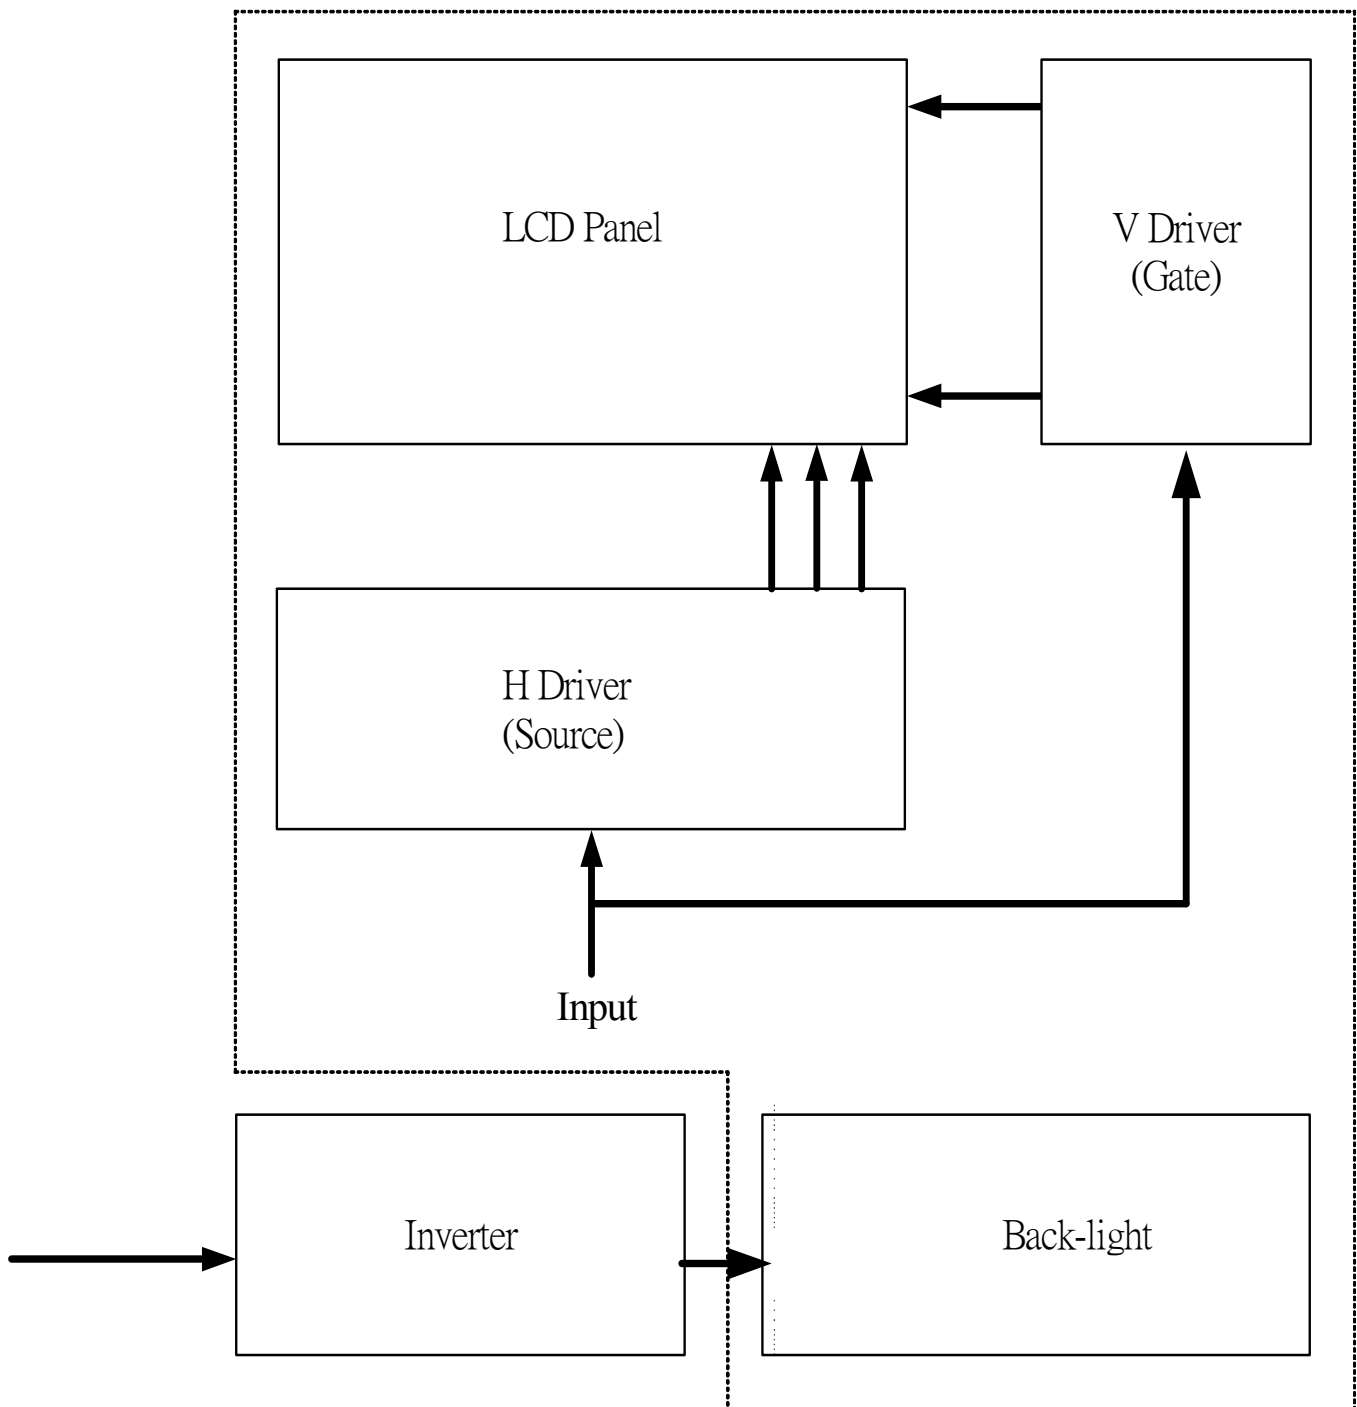 LCD Panel
V Driver
(Gate)
H Driver
(Source)
Input
Inverter
Back-light